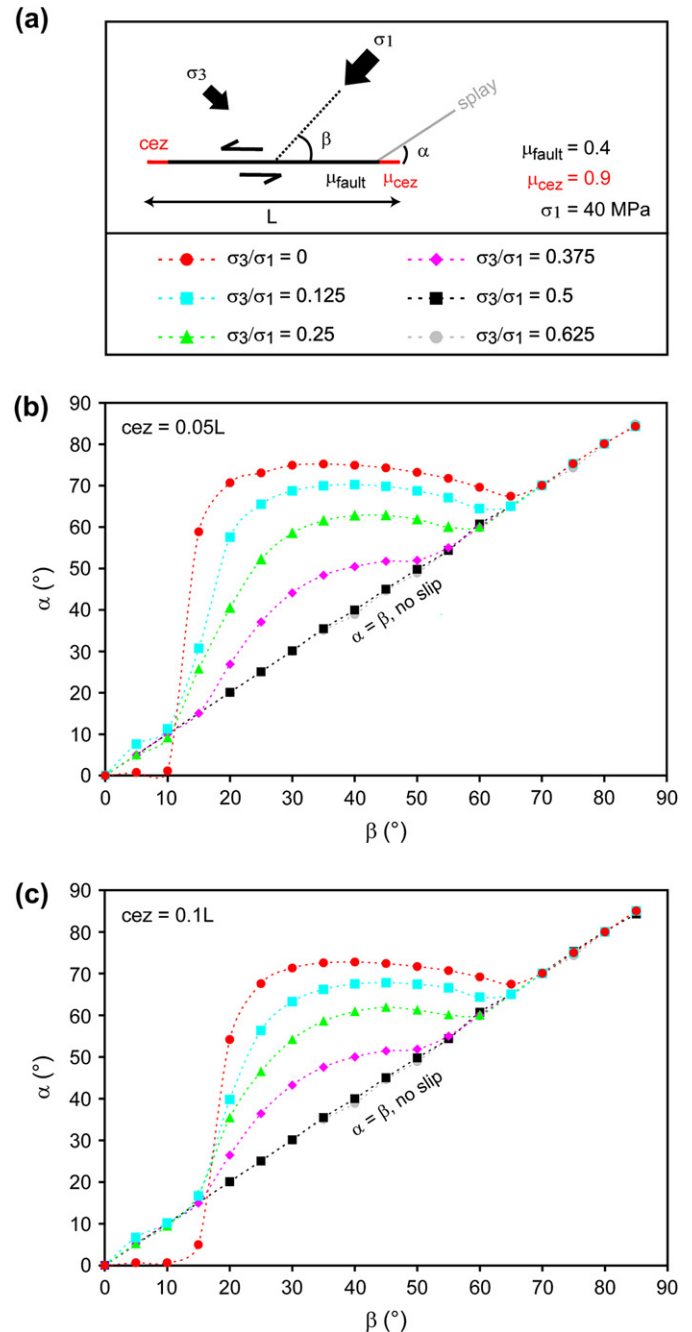 (a)
σ1
σ3
splay
cez
β
α
μfault
μcez
L
μfault = 0.4
μcez = 0.9
σ1 = 40 MPa
σ3/σ1 = 0
σ3/σ1 = 0.375
σ3/σ1 = 0.125
σ3/σ1 = 0.5
σ3/σ1 = 0.25
σ3/σ1 = 0.625
(b)
90
cez = 0.05L
80
70
60
50
α (°)
40
α = β, no slip
30
20
10
0
0 10 20 30 40 50 60 70 80 90
β (°)
(c)
90
cez = 0.1L
80
70
60
50
α (°)
40
α = β, no slip
30
20
10
0
0 10 20 30 40 50 60 70 80 90
β (°)